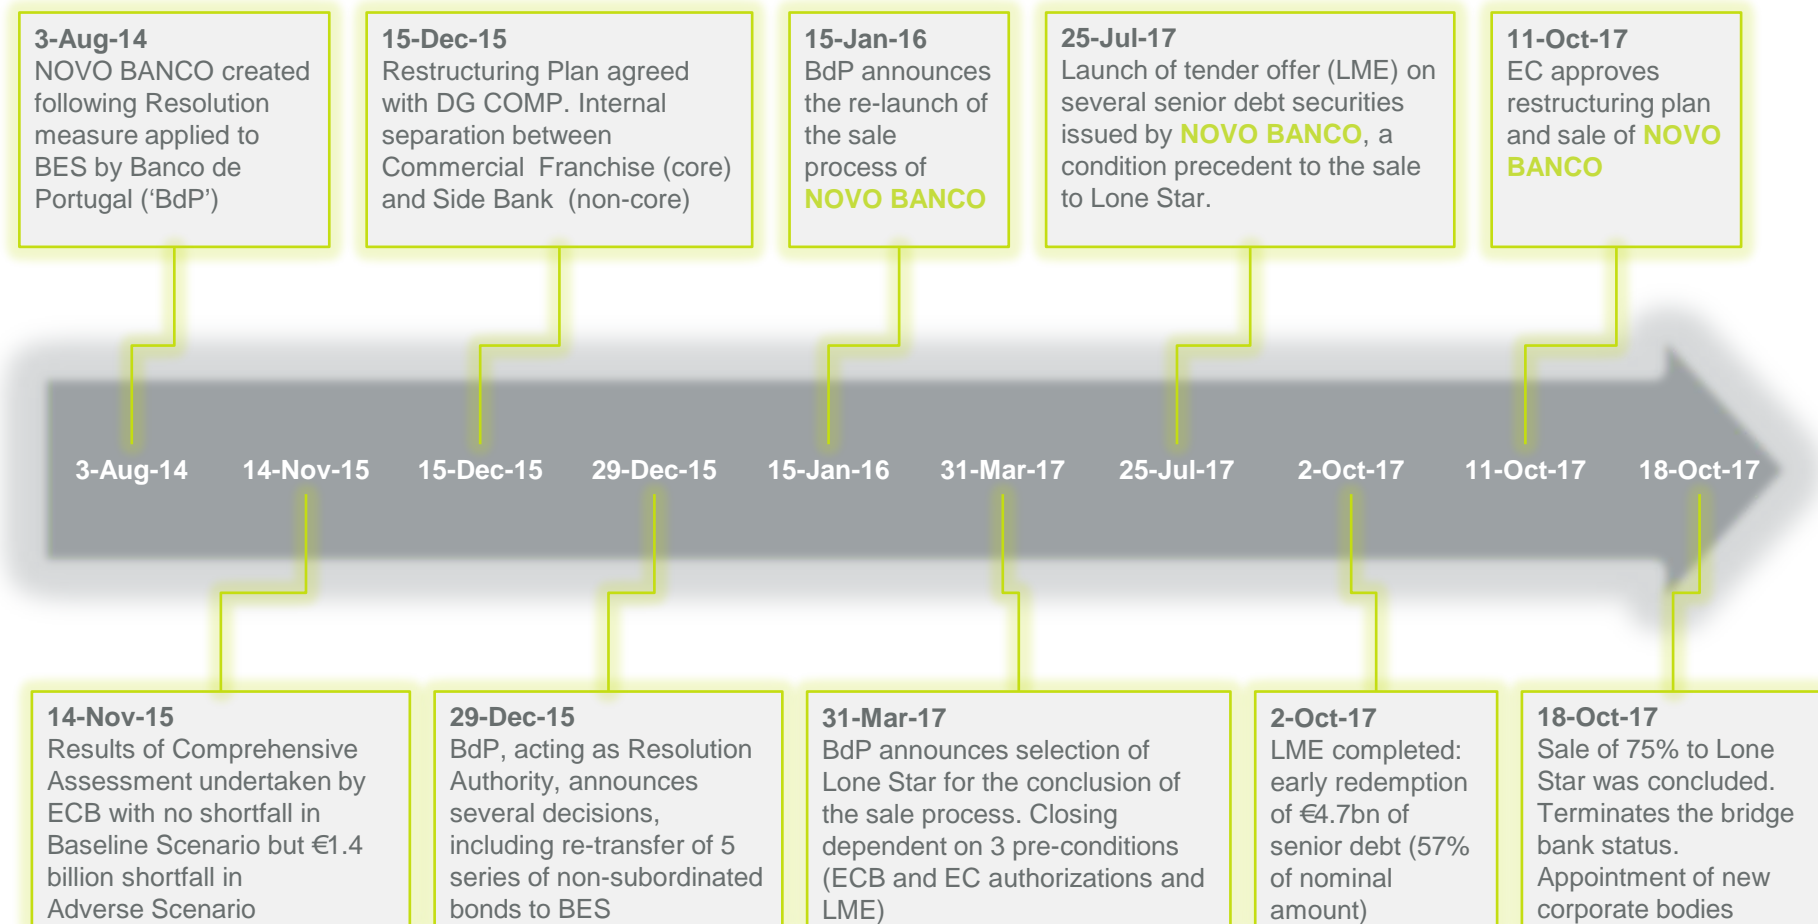 3-Aug-14
NOVO BANCO created
following Resolution
measure applied to
BES by Banco de
Portugal (‘BdP’)
15-Dec-15
Restructuring Plan agreed
with DG COMP. Internal
separation between
Commercial Franchise (core)
and Side Bank (non-core)
15-Jan-16
BdP announces
the re-launch of
the sale
process of
NOVO BANCO
25-Jul-17
Launch of tender offer (LME) on
several senior debt securities
issued by NOVO BANCO, a
condition precedent to the sale
to Lone Star.
11-Oct-17
EC approves
restructuring plan
and sale of NOVO
BANCO
3-Aug-14 14-Nov-15 15-Dec-15 29-Dec-15 15-Jan-16 31-Mar-17 25-Jul-17 2-Oct-17 11-Oct-17 18-Oct-17
14-Nov-15
Results of Comprehensive
Assessment undertaken by
ECB with no shortfall in
Baseline Scenario but €1.4
billion shortfall in
Adverse Scenario
29-Dec-15
BdP, acting as Resolution
Authority, announces
several decisions,
including re-transfer of 5
series of non-subordinated
bonds to BES
31-Mar-17
BdP announces selection of
Lone Star for the conclusion of
the sale process. Closing
dependent on 3 pre-conditions
(ECB and EC authorizations and
LME)
2-Oct-17
LME completed:
early redemption
of €4.7bn of
senior debt (57%
of nominal
amount)
18-Oct-17
Sale of 75% to Lone
Star was concluded.
Terminates the bridge
bank status.
Appointment of new
corporate bodies